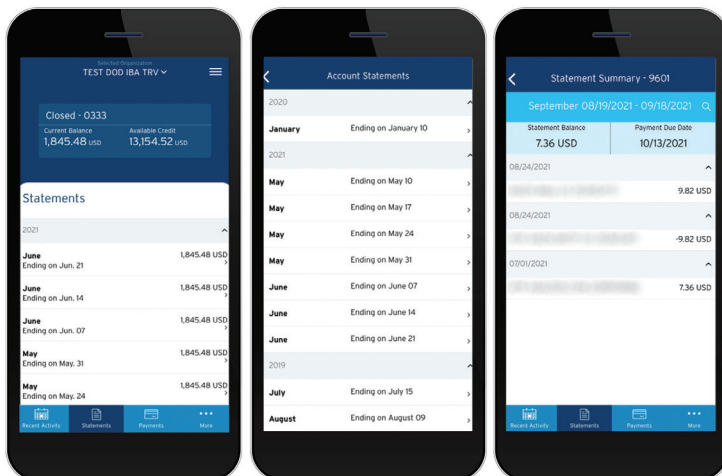 Selected Organization
TEST DOD IBA TRV
Closed - 0333
Current Balance Available Credit
1,845.48 USD 13,154.52 USD
Statements
2021
June 1,845.48 USD
Ending on Jun. 21
June 1,845.48 USD
Ending on Jun. 14
June 1,845.48 USD
Ending on Jun. 07
May 1,845.48 USD
Ending on May. 31
May 1,845.48 USD
Ending on May. 24
Recent Activity Statements Payments More
Account Statements
2020
January Ending on January 10
2021
May Ending on May 10
May Ending on May 17
May Ending on May 24
May Ending on May 31
June Ending on June 07
June Ending on June 14
June Ending on June 21
2019
July Ending on July 15
August Ending on August 09
Statement Summary - 9601
September 08/19/2021 - 09/18/2021
Statement Balance Payment Due Date
7.36 USD 10/13/2021
08/24/2021
9.82 USD
08/24/2021
-9.82 USD
07/01/2021
7.36 USD
Recent Activity Statements Payments More